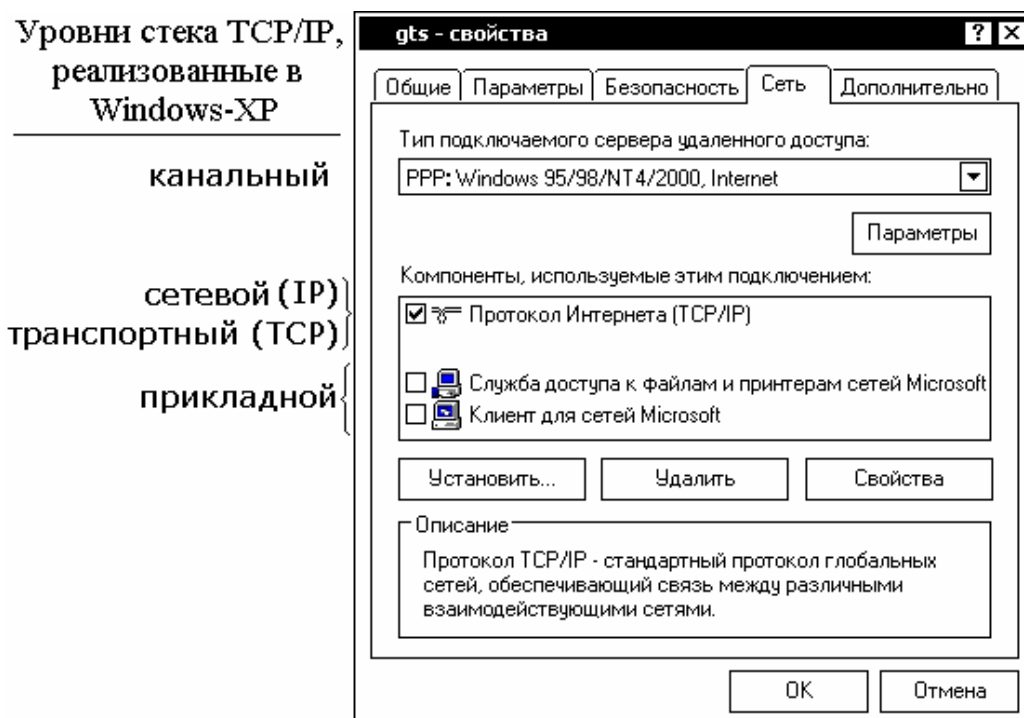 Уровни стека TCP/IP,
реализованные в
Windows-XP
канальный
сетевой (IP)
транспортный (TCP)
прикладной
gts - свойства
Общие Параметры Безопасность Сеть Дополнительно
Тип подключаемого сервера удаленного доступа:
PPP: Windows 95/98/NT4/2000, Internet
Параметры
Компоненты, используемые этим подключением:
Протокол Интернета (TCP/IP)
Служба доступа к файлам и принтерам сетей Microsoft
Клиент для сетей Microsoft
Установить... Удалить Свойства
Описание
Протокол TCP/IP - стандартный протокол глобальных
сетей, обеспечивающий связь между различными
взаимодействующими сетями.
OK Отмена